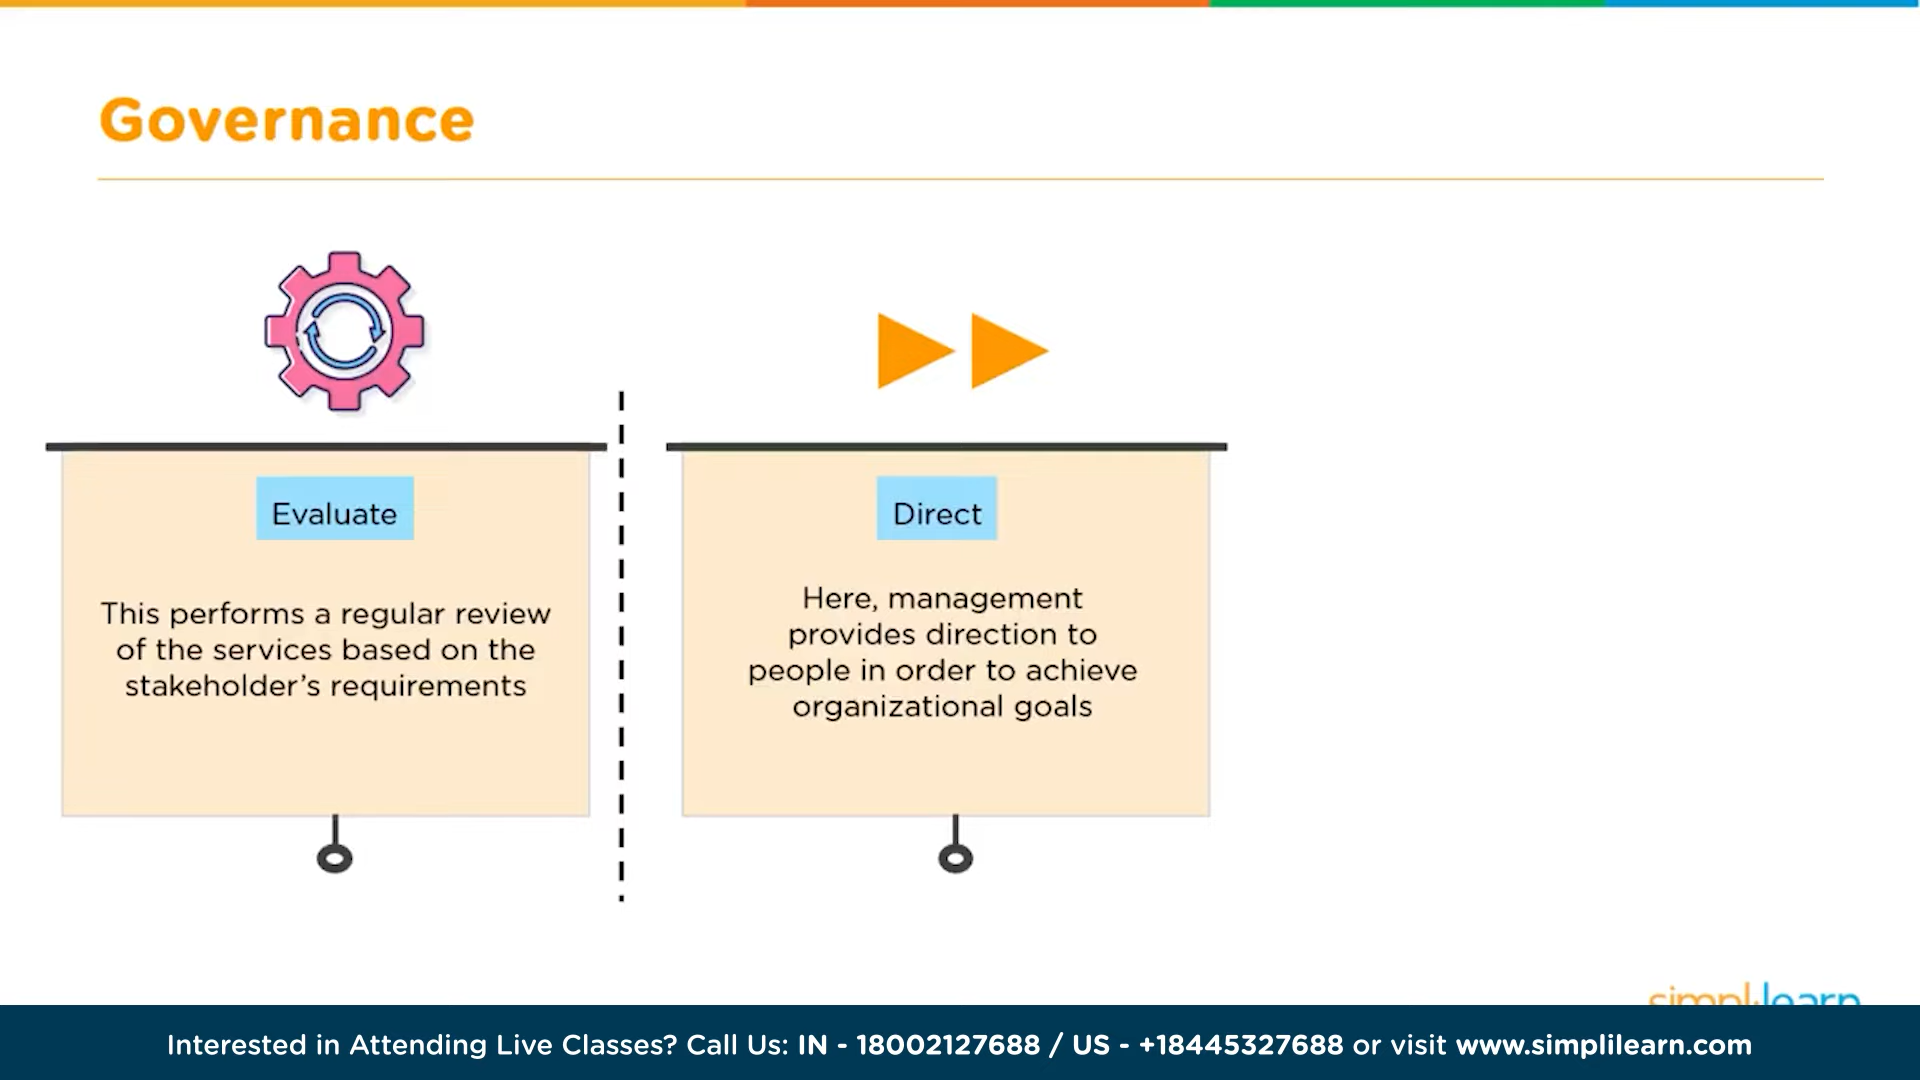 Governance
Evaluate
This performs a regular review
of the services based on the
stakeholder's requirements
Direct
Here, management
provides direction to
people in order to achieve
organizational goals
simplilearn
Interested in Attending Live Classes? Call Us: IN - 18002127688 / US - +18445327688 or visit www.simplilearn.com